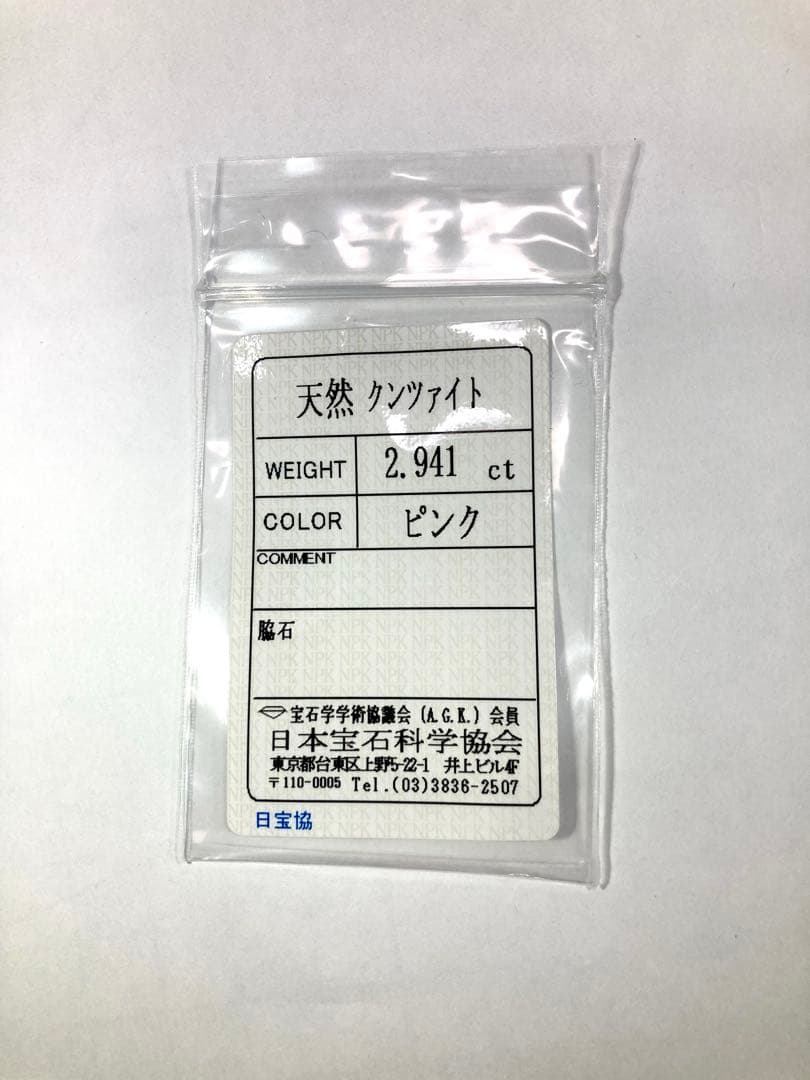 天然 クンツァイト
WEIGHT 2.941 ct
COLOR ピンク
COMMENT
脇石
宝石学学術協議会(A.G.K.)会員
日本宝石科学協会
東京都台東区上野5-22-1 井上ビル4F
〒110-0005 Tel.(03)3836-2507
日宝協